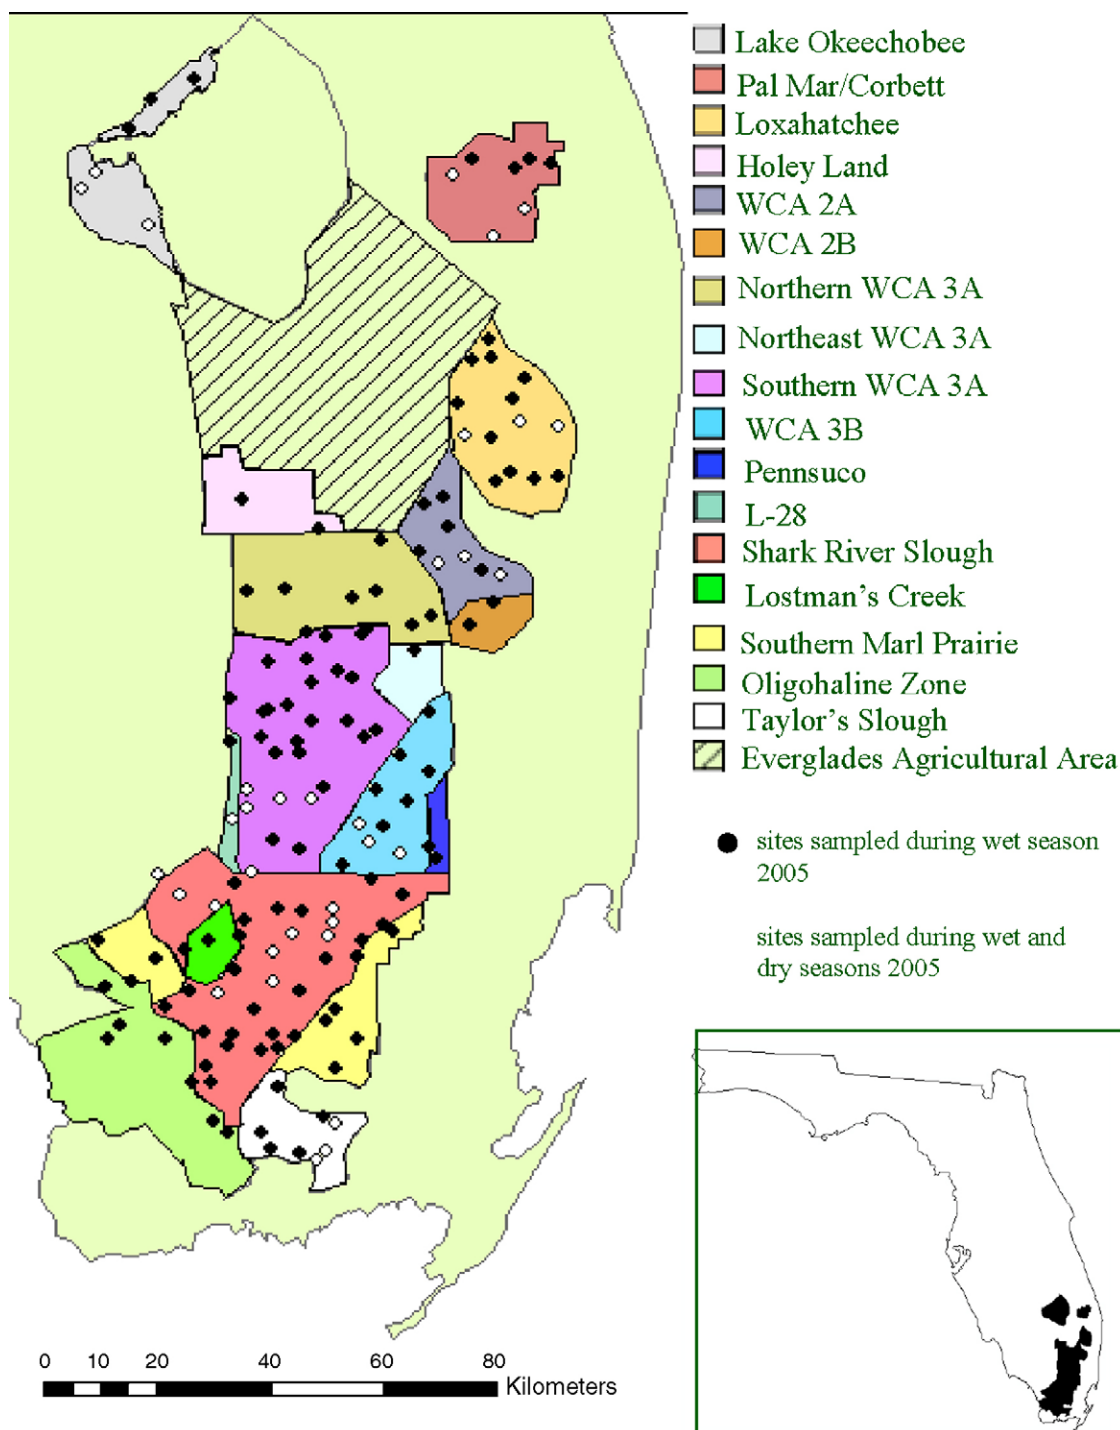 Lake Okeechobee
Pal Mar/Corbett
Loxahatchee
Holey Land
WCA 2A
WCA 2B
Northern WCA 3A
Northeast WCA 3A
Southern WCA 3A
WCA 3B
Pennsuco
L-28
Shark River Slough
Lostman's Creek
Southern Marl Prairie
Oligohaline Zone
Taylor's Slough
Everglades Agricultural Area
sites sampled during wet season
2005
sites sampled during wet and
dry seasons 2005
0 10 20 40 60 80
Kilometers